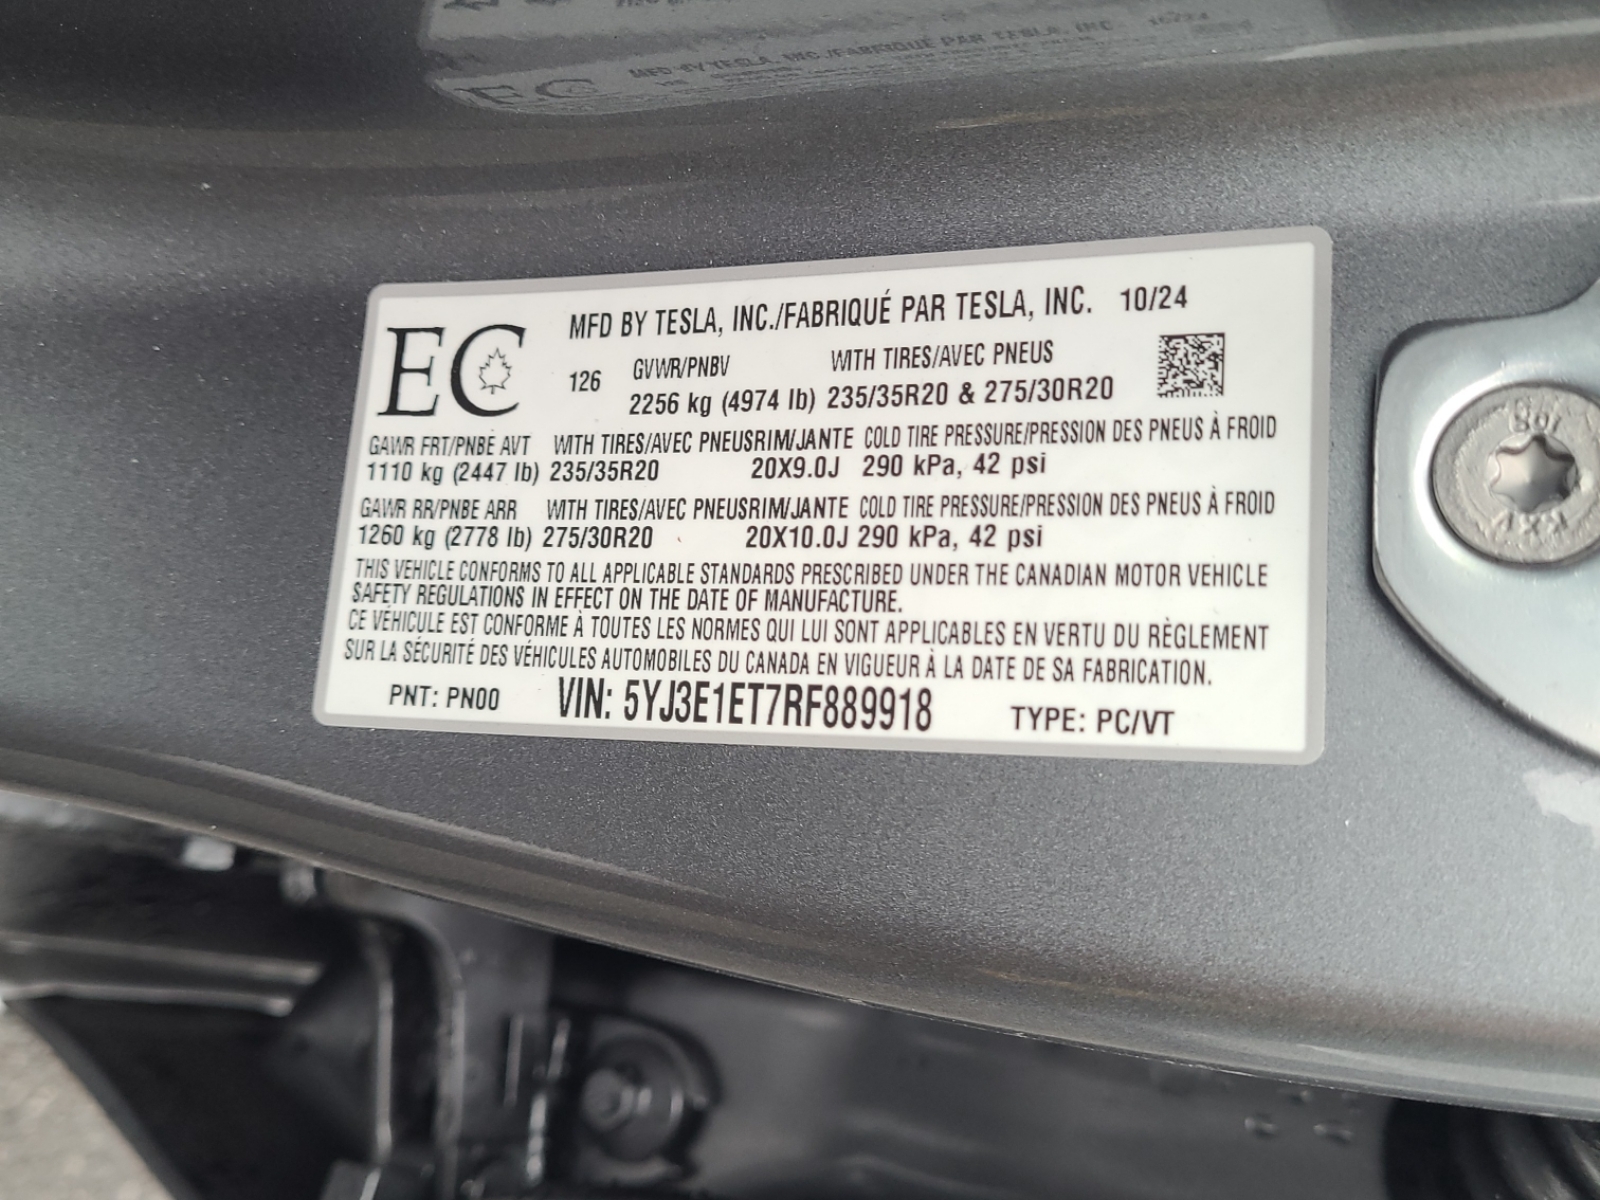 MFD BY TESLA, INC./FABRIQUÉ PAR TESLA, INC. 10/24
EC 126 GVWR/PNBV WITH TIRES/AVEC PNEUS
2256 kg (4974 lb) 235/35R20 & 275/30R20
GAWR FRT/PNBE AVT WITH TIRES/AVEC PNEUSRIM/JANTE COLD TIRE PRESSURE/PRESSION DES PNEUS À FROID
1110 kg (2447 lb) 235/35R20 20X9.0J 290 kPa, 42 psi
GAWR RR/PNBE ARR WITH TIRES/AVEC PNEUSRIM/JANTE COLD TIRE PRESSURE/PRESSION DES PNEUS À FROID
1260 kg (2778 lb) 275/30R20 20X10.0J 290 kPa, 42 psi
THIS VEHICLE CONFORMS TO ALL APPLICABLE STANDARDS PRESCRIBED UNDER THE CANADIAN MOTOR VEHICLE
SAFETY REGULATIONS IN EFFECT ON THE DATE OF MANUFACTURE.
CE VÉHICULE EST CONFORME À TOUTES LES NORMES QUI LUI SONT APPLICABLES EN VERTU DU RÈGLEMENT
SUR LA SÉCURITÉ DES VÉHICULES AUTOMOBILES DU CANADA EN VIGUEUR À LA DATE DE SA FABRICATION.
PNT: PN00 VIN: 5YJ3E1ET7RF889918 TYPE: PC/VT